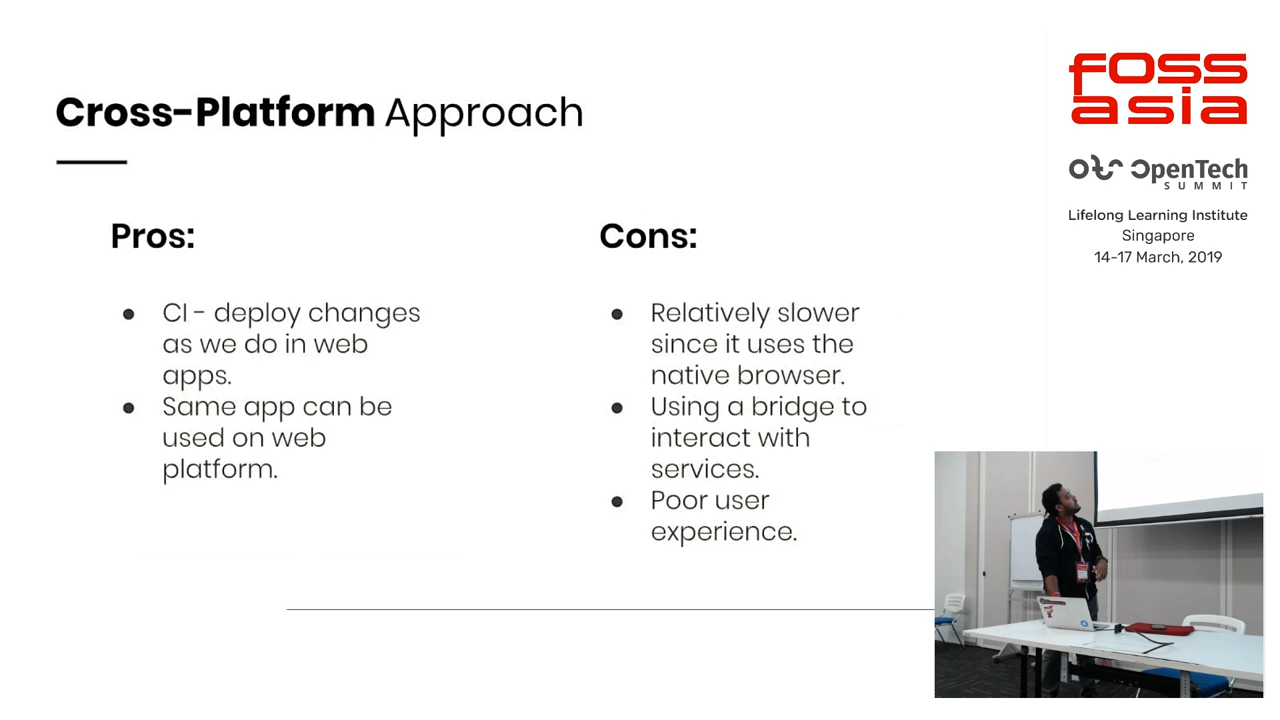 Cross-Platform Approach
Pros:
● CI - deploy changes
as we do in web
apps.
● Same app can be
used on web
platform.
Cons:
● Relatively slower
since it uses the
native browser.
● Using a bridge to
interact with
services.
● Poor user
experience.
FOSS
asia
OTS OpenTech
SUMMIT
Lifelong Learning Institute
Singapore
14-17 March, 2019